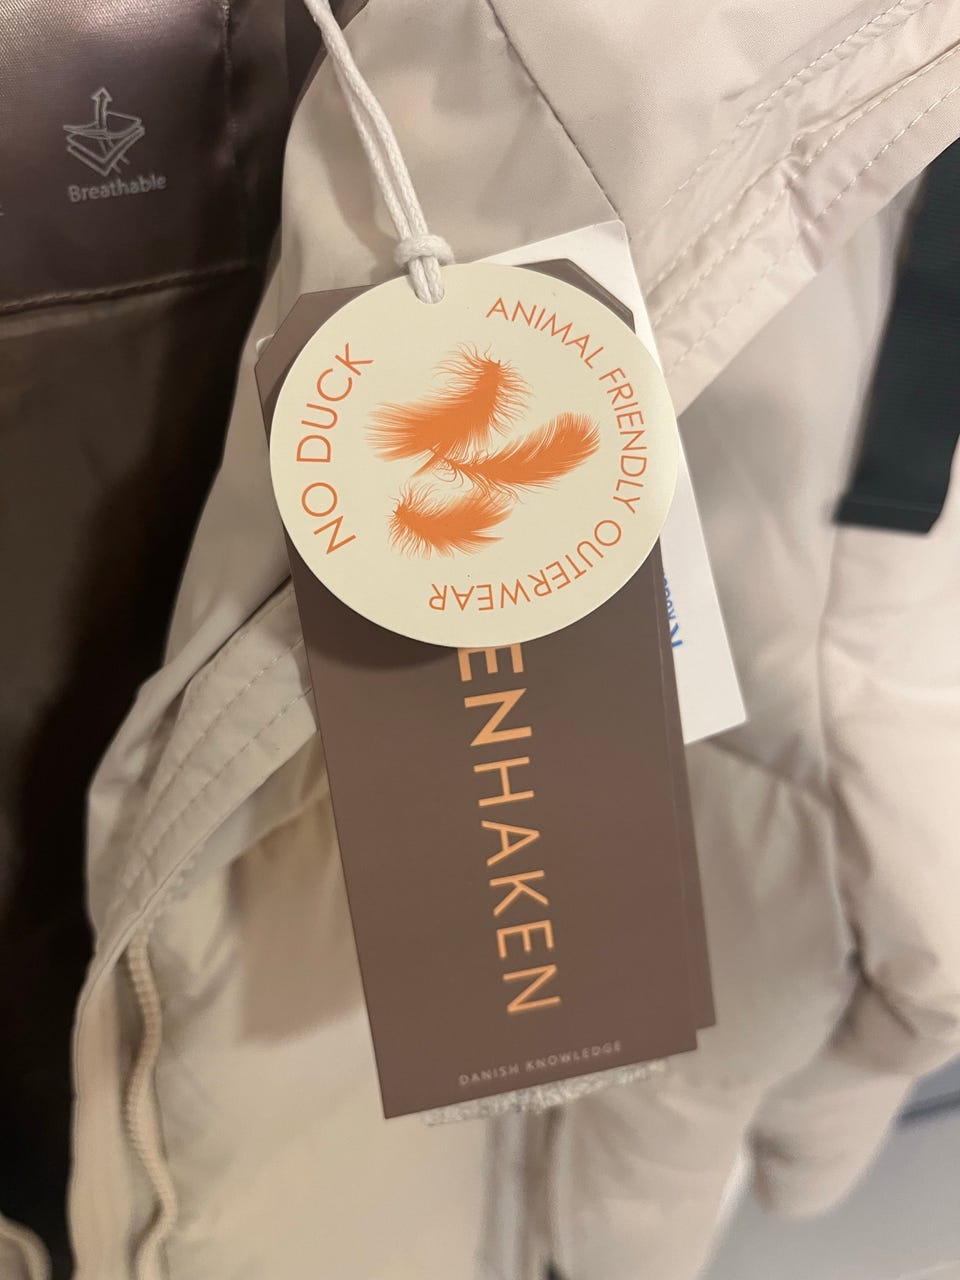 Breathable
NO DUCK
ANIMAL FRIENDLY OUTERWEAR
ENHAKEN
DANISH KNOWLEDGE